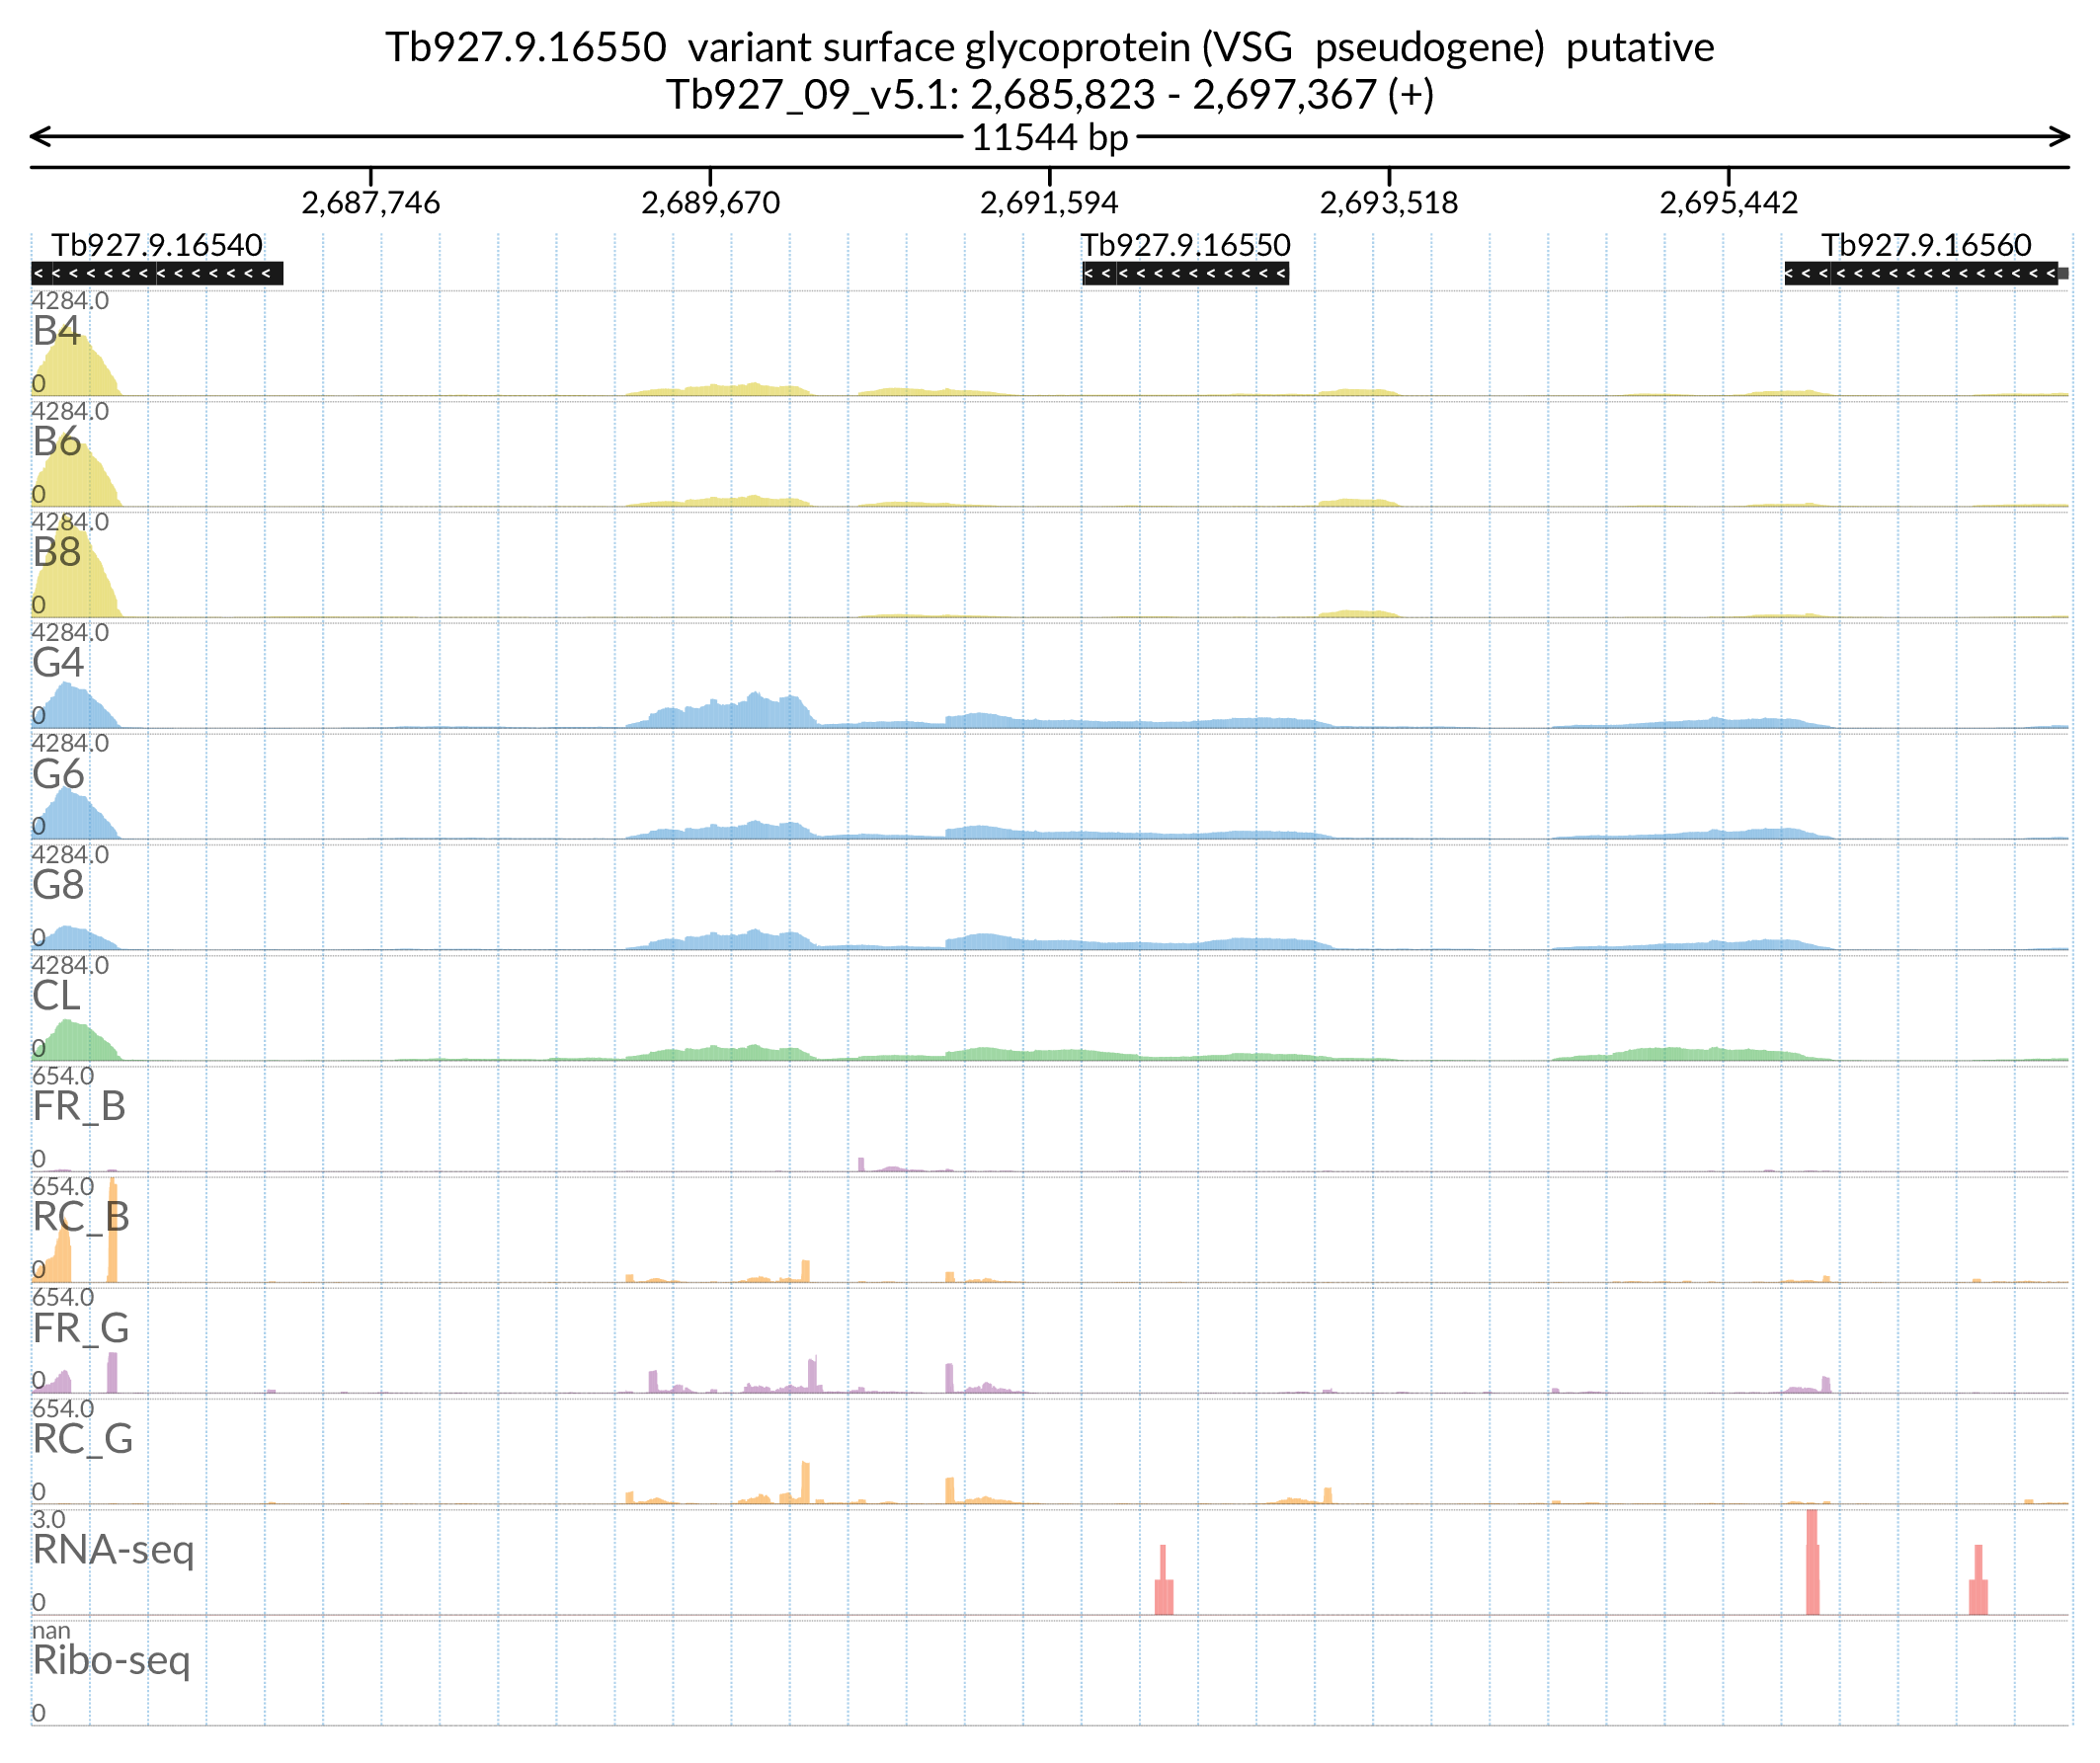 Tb927.9.16550  variant surface glycoprotein (VSG  pseudogene)  putative
Tb927_09_v5.1: 2,685,823 - 2,697,367 (+)
11544 bp
2,687,746 2,689,670 2,691,594 2,693,518 2,695,442
Tb927.9.16540 Tb927.9.16550 Tb927.9.16560
4284.0
B4
0
4284.0
B6
0
4284.0
B8
0
4284.0
G4
0
4284.0
G6
0
4284.0
G8
0
4284.0
CL
0
654.0
FR_B
0
654.0
RC_B
0
654.0
FR_G
0
654.0
RC_G
0
3.0
RNA-seq
0
nan
Ribo-seq
0